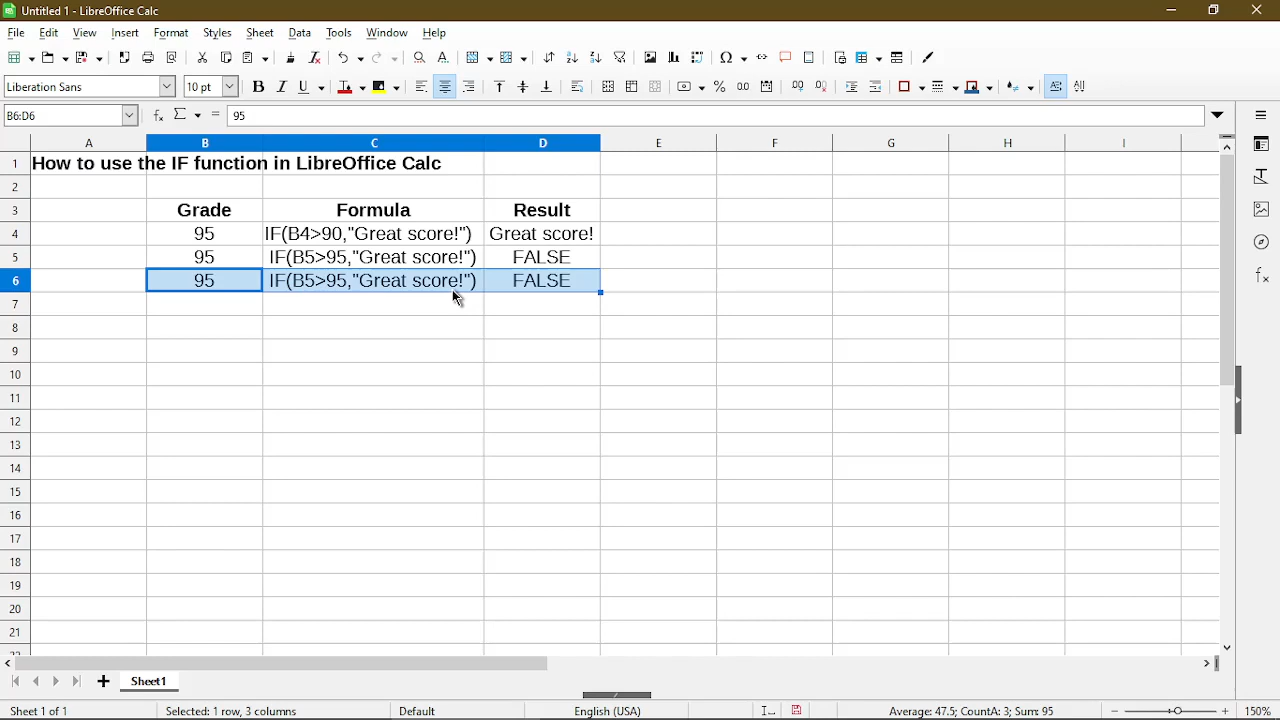 Untitled 1 - LibreOffice Calc
File Edit View Insert Format Styles Sheet Data Tools Window Help
Liberation Sans 10 pt
B6:D6 95
A B C D E F G H I
1 How to use the IF function in LibreOffice Calc
2
3 Grade Formula Result
4 95 IF(B4>90,"Great score!") Great score!
5 95 IF(B5>95,"Great score!") FALSE
6 95 IF(B5>95,"Great score!") FALSE
7
8
9
10
11
12
13
14
15
16
17
18
19
20
21
Sheet1
Sheet 1 of 1 Selected: 1 row, 3 columns Default English (USA) Average: 47.5; CountA: 3; Sum: 95 150%